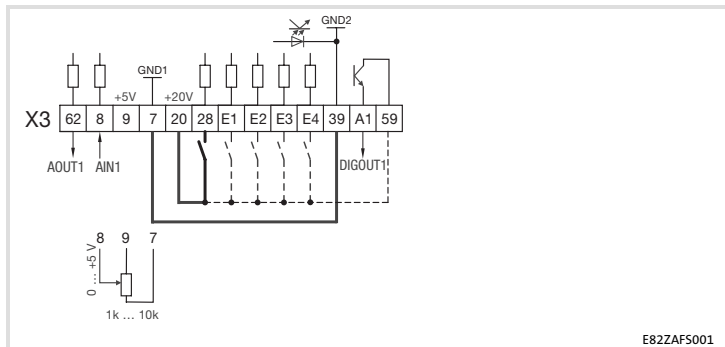 GND2
GND1
+5V
+20V
X3 62 8 9 7 20 28 E1 E2 E3 E4 39 A1 59
AOUT1 AIN1 DIGOUT1
8 9 7
0 ... +5 V
1k ... 10k
E82ZAFS001